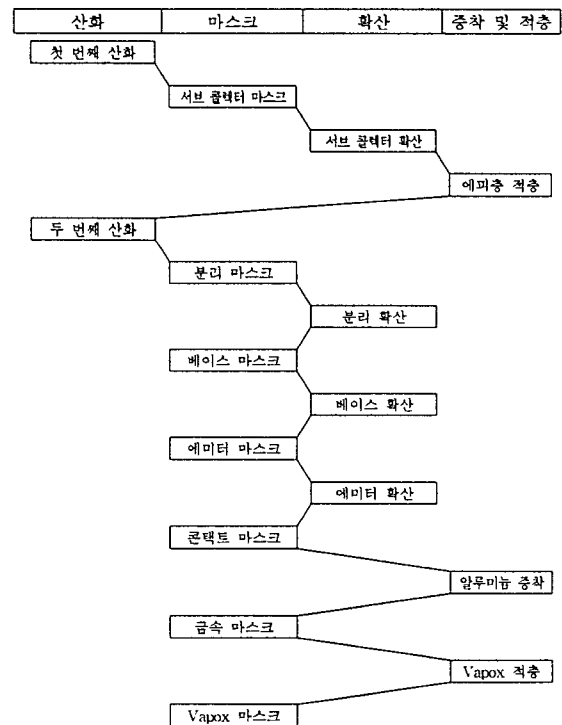 산화 마스크 확산 증착 및 적층
첫 번째 산화
서브 콜렉터 마스크
서브 콜렉터 확산
에피층 적층
두 번째 산화
분리 마스크
분리 확산
베이스 마스크
베이스 확산
에미터 마스크
에미터 확산
콘택트 마스크
알루미늄 증착
금속 마스크
Vapox 적층
Vapox 마스크